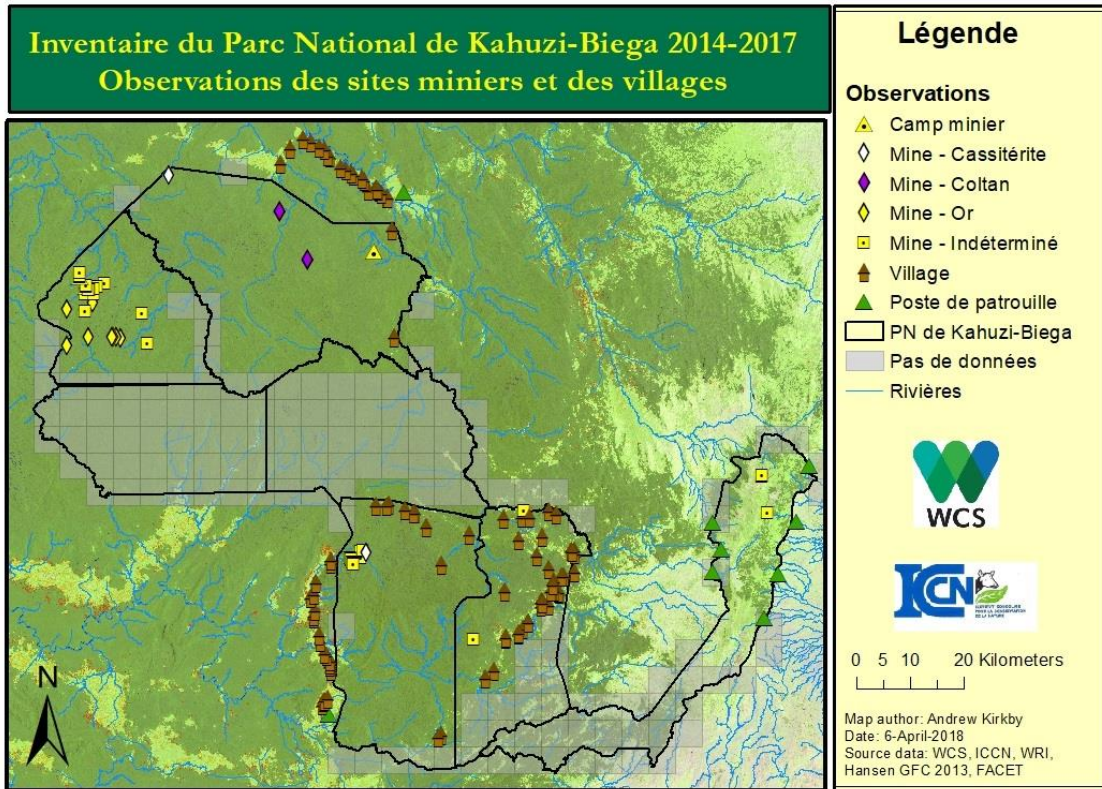 Inventaire du Parc National de Kahuzi-Biega 2014-2017
Observations des sites miniers et des villages
N
Légende
Observations
Camp minier
Mine - Cassitérite
Mine - Coltan
Mine - Or
Mine - Indéterminé
Village
Poste de patrouille
PN de Kahuzi-Biega
Pas de données
Rivières
WCS
ICCN
0 5 10 20 Kilometers
Map author: Andrew Kirkby
Date: 6-April-2018
Source data: WCS, ICCN, WRI,
Hansen GFC 2013, FACET